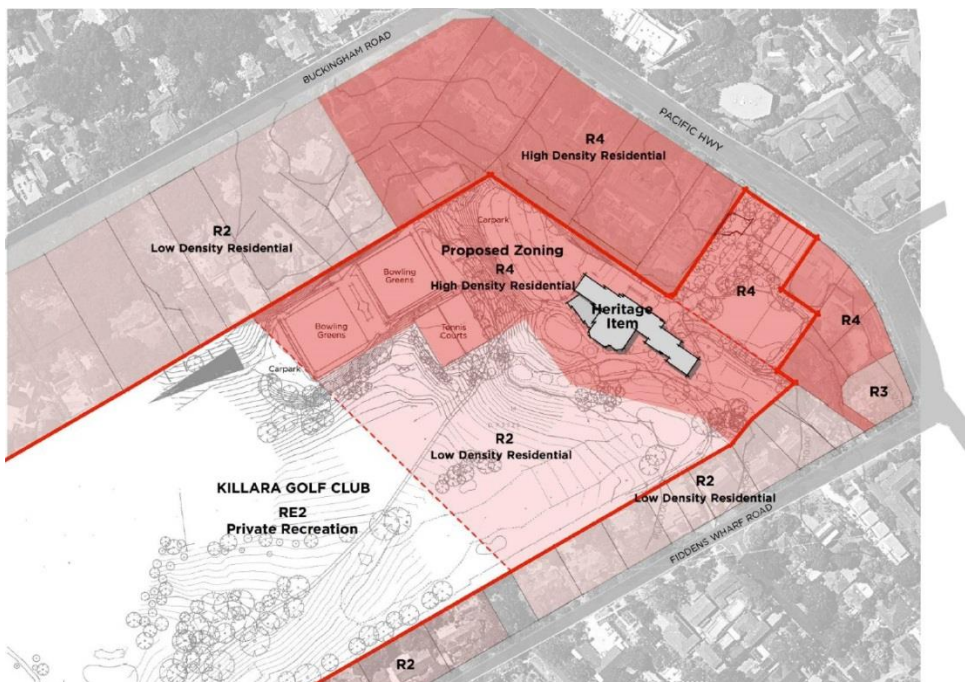 BUCKINGHAM ROAD
PACIFIC HWY
R4
High Density Residential
R2
Low Density Residential
Carpark
Proposed Zoning
R4
High Density Residential
Bowling
Greens
Bowling
Greens
Tennis
Courts
Heritage
Item
R4
R4
R3
Carpark
R2
Low Density Residential
KILLARA GOLF CLUB
RE2
Private Recreation
R2
Low Density Residential
FIDDENS WHARF ROAD
R2